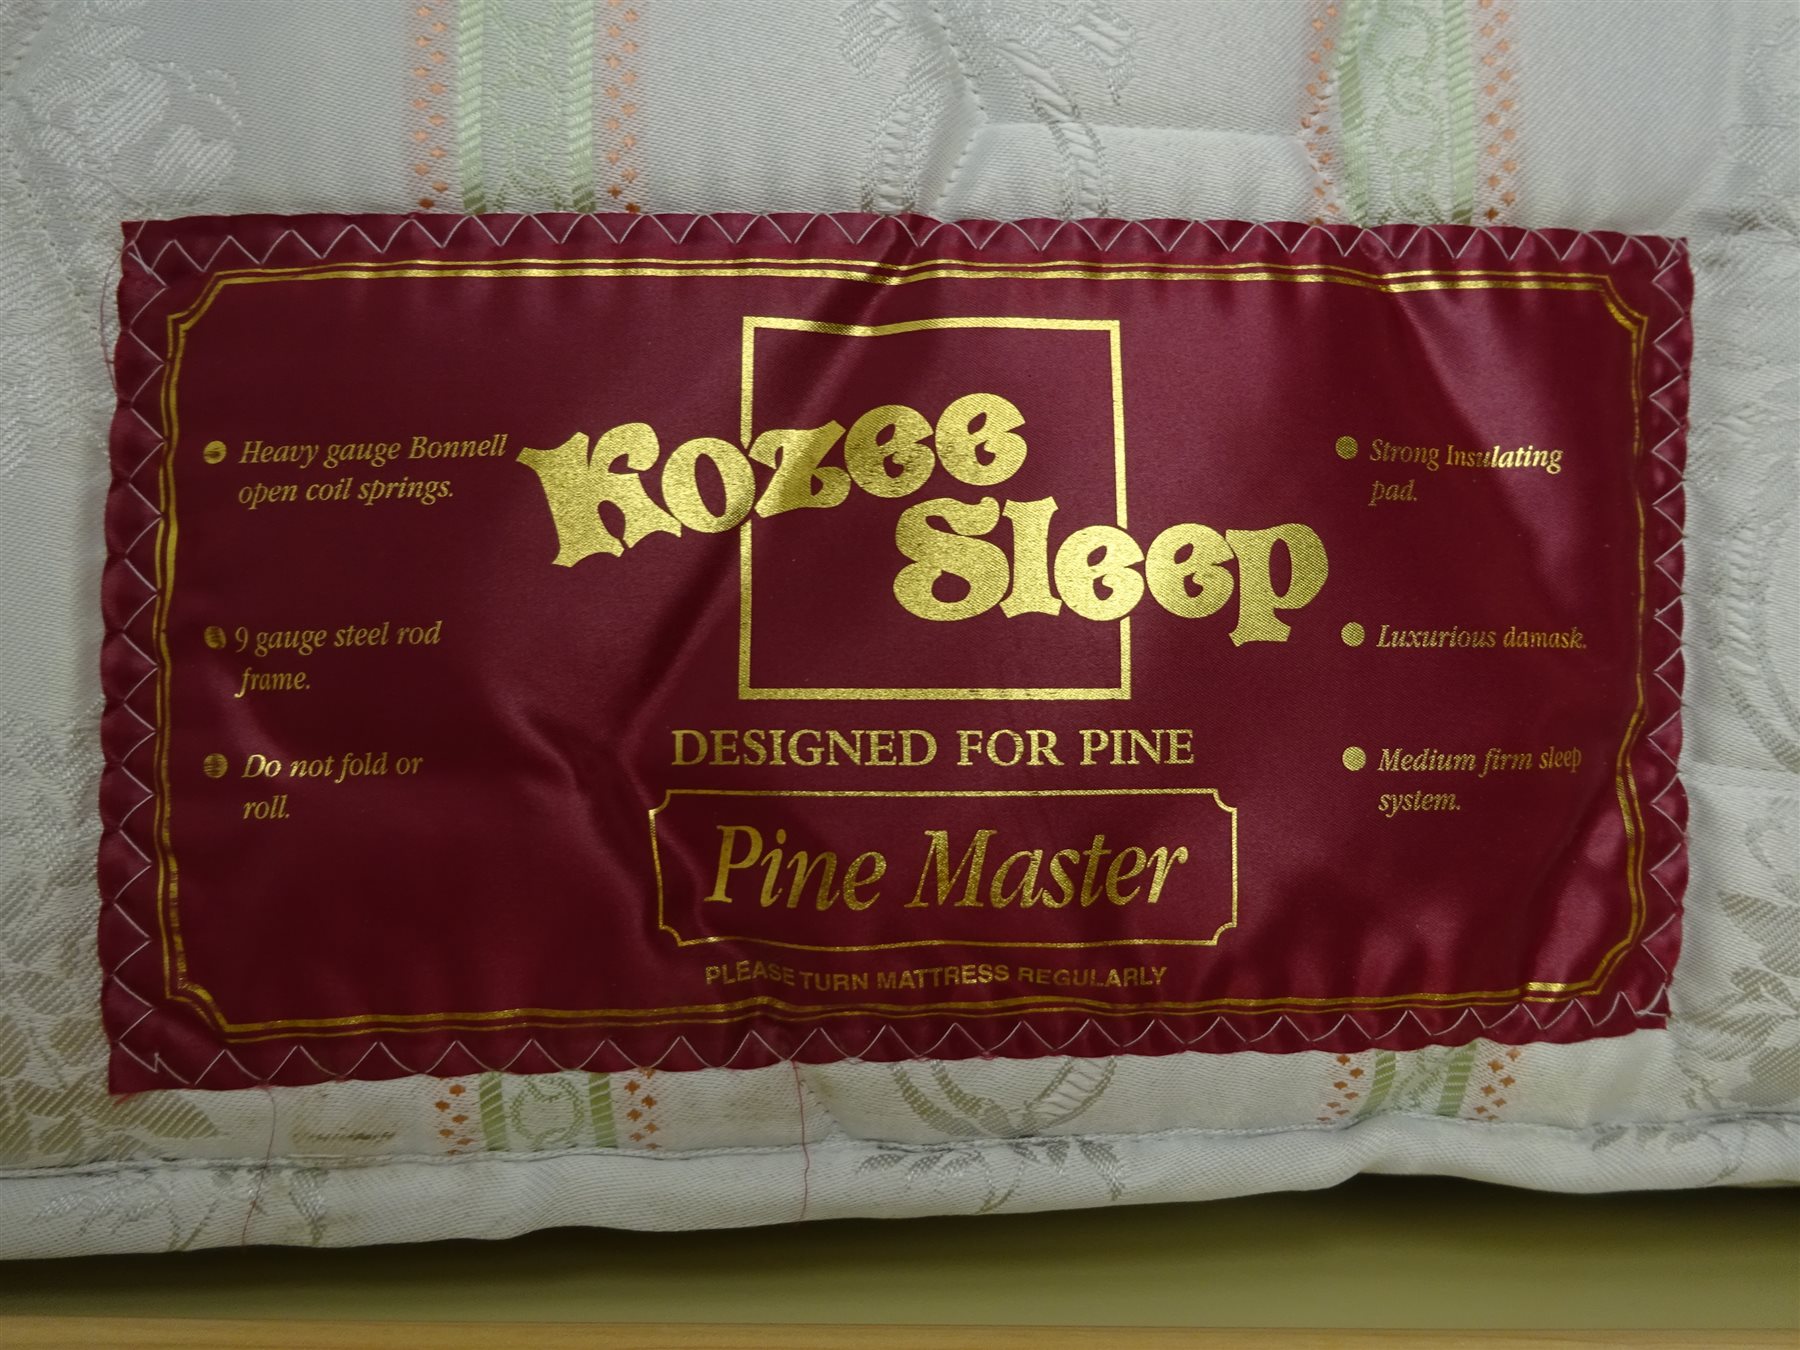 Heavy gauge Bonnell
open coil springs.
9 gauge steel rod
frame.
Do not fold or
roll.
Kozee
Sleep
DESIGNED FOR PINE
Pine Master
PLEASE TURN MATTRESS REGULARLY
Strong Insulating
pad.
Luxurious damask.
Medium firm sleep
system.